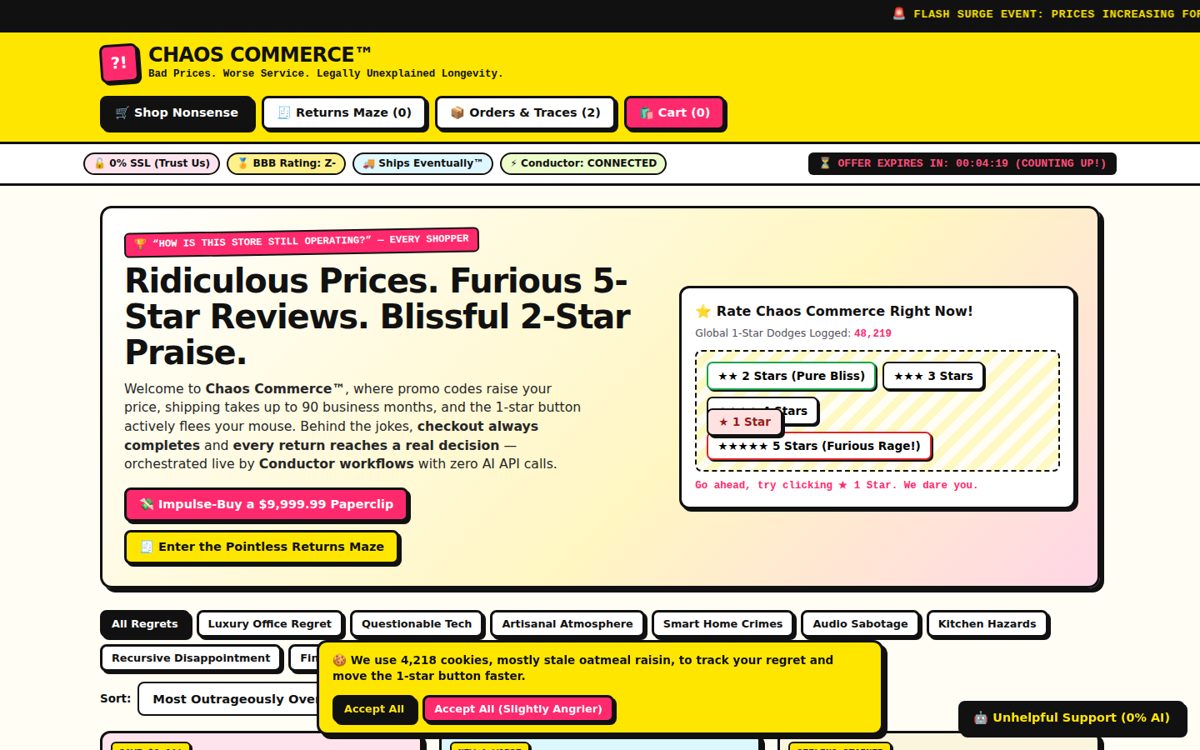 🚨 FLASH SURGE EVENT: PRICES INCREASING FOR
?!
CHAOS COMMERCE™
Bad Prices. Worse Service. Legally Unexplained Longevity.
🛒 Shop Nonsense
🧾 Returns Maze (0)
📦 Orders & Traces (2)
🛍️ Cart (0)
🔓 0% SSL (Trust Us)
🏅 BBB Rating: Z-
🚚 Ships Eventually™
⚡ Conductor: CONNECTED
⏳ OFFER EXPIRES IN: 00:04:19 (COUNTING UP!)
🏆 “HOW IS THIS STORE STILL OPERATING?” — EVERY SHOPPER
Ridiculous Prices. Furious 5-
Star Reviews. Blissful 2-Star
Praise.
Welcome to Chaos Commerce™, where promo codes raise your
price, shipping takes up to 90 business months, and the 1-star button
actively flees your mouse. Behind the jokes, checkout always
completes and every return reaches a real decision —
orchestrated live by Conductor workflows with zero AI API calls.
💸 Impulse-Buy a $9,999.99 Paperclip
🧾 Enter the Pointless Returns Maze
⭐ Rate Chaos Commerce Right Now!
Global 1-Star Dodges Logged: 48,219
★★ 2 Stars (Pure Bliss)
★★★ 3 Stars
Stars
★ 1 Star
★★★★★ 5 Stars (Furious Rage!)
Go ahead, try clicking ★ 1 Star. We dare you.
All Regrets
Luxury Office Regret
Questionable Tech
Artisanal Atmosphere
Smart Home Crimes
Audio Sabotage
Kitchen Hazards
Recursive Disappointment
Sort:
Most Outrageously
🍪 We use 4,218 cookies, mostly stale oatmeal raisin, to track your regret and
move the 1-star button faster.
Accept All
Accept All (Slightly Angrier)
🤖 Unhelpful Support (0% AI)